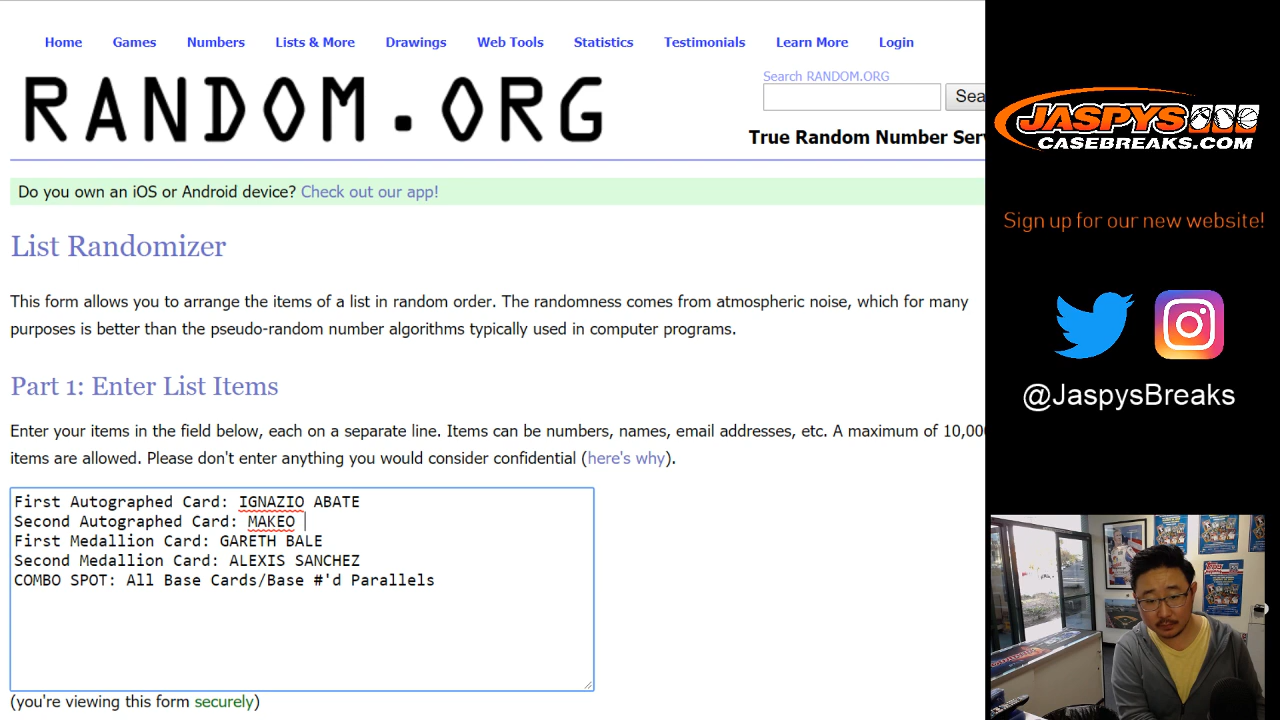 Home Games Numbers Lists & More Drawings Web Tools Statistics Testimonials Learn More Login
RANDOM.ORG
Search RANDOM.ORG
Sea
True Random Number Serv
Do you own an iOS or Android device? Check out our app!
List Randomizer
This form allows you to arrange the items of a list in random order. The randomness comes from atmospheric noise, which for many
purposes is better than the pseudo-random number algorithms typically used in computer programs.
Part 1: Enter List Items
Enter your items in the field below, each on a separate line. Items can be numbers, names, email addresses, etc. A maximum of 10,000
items are allowed. Please don't enter anything you would consider confidential (here's why).
First Autographed Card: IGNAZIO ABATE
Second Autographed Card: MAKEO
First Medallion Card: GARETH BALE
Second Medallion Card: ALEXIS SANCHEZ
COMBO SPOT: All Base Cards/Base #'d Parallels
(you're viewing this form securely)
JASPYS
CASEBREAKS.COM
Sign up for our new website!
@JaspysBreaks